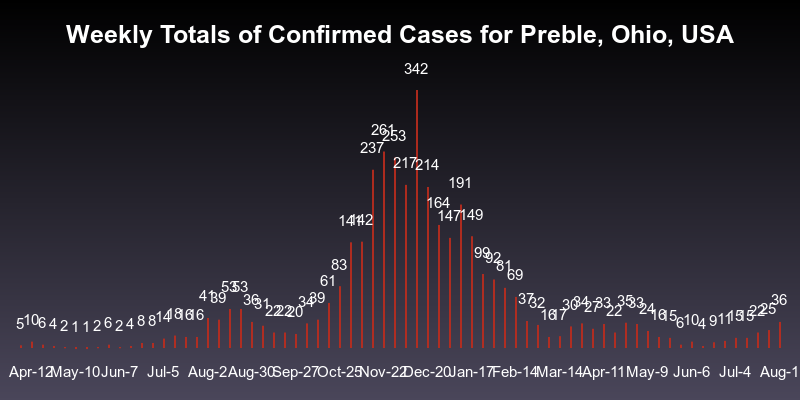 Weekly Totals of Confirmed Cases for Preble, Ohio, USA
5 10 6 4 2 1 1 2 6 2 4 8 8 14 18 16 16 41 39 53 53 36 31 22 22 20 34 39 61 83 141 142 237 261 253 217 342 214 164 147 191 149 99 92 81 69 37 32 16 17 30 34 27 33 22 35 33 24 16 15 6 10 4 9 11 15 15 22 25 36
Apr-12 May-10 Jun-7 Jul-5 Aug-2 Aug-30 Sep-27 Oct-25 Nov-22 Dec-20 Jan-17 Feb-14 Mar-14 Apr-11 May-9 Jun-6 Jul-4 Aug-1